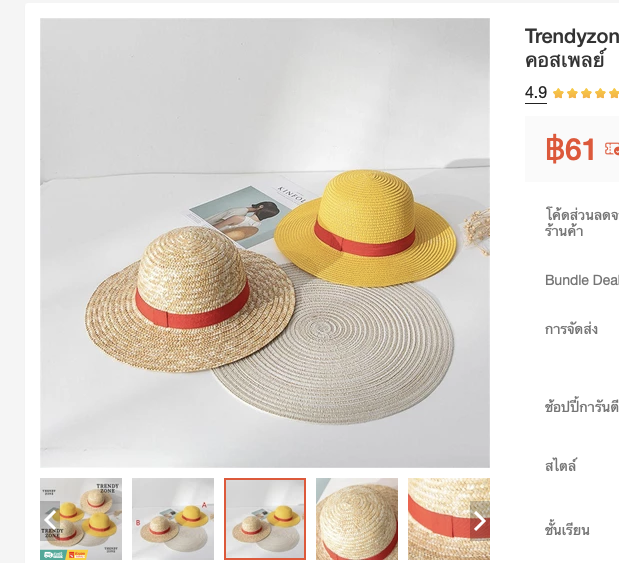 Trendyzon
คอสเพลย์
4.9
฿61
โค้ดส่วนลดจ
ร้านค้า
Bundle Deal
การจัดส่ง
ช้อปปี้การันตี
สไตล์
ชั้นเรียน
KINFOL
TRENDY
ZONE
TRENDY
ZONE
A
B